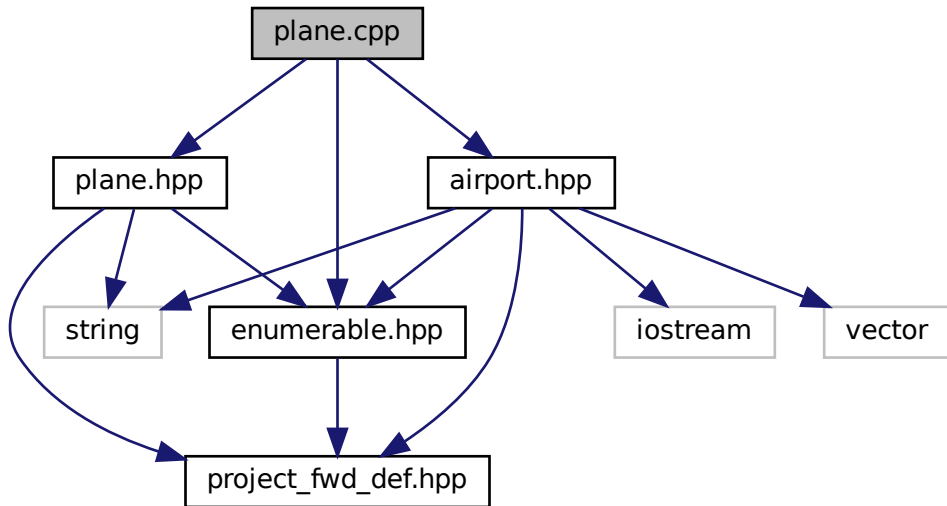 plane.cpp
plane.hpp
airport.hpp
string
enumerable.hpp
iostream
vector
project_fwd_def.hpp